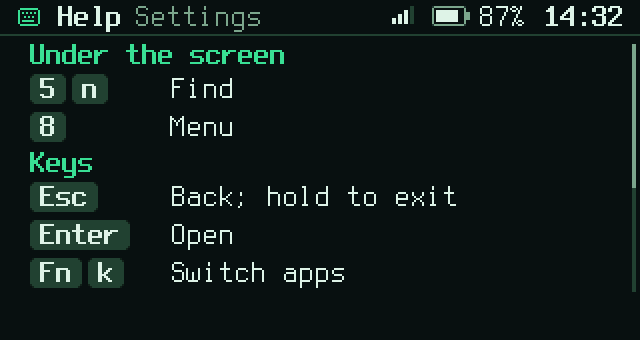 Help Settings 87% 14:32
Under the screen
5 n Find
8 Menu
Keys
Esc Back; hold to exit
Enter Open
Fn k Switch apps